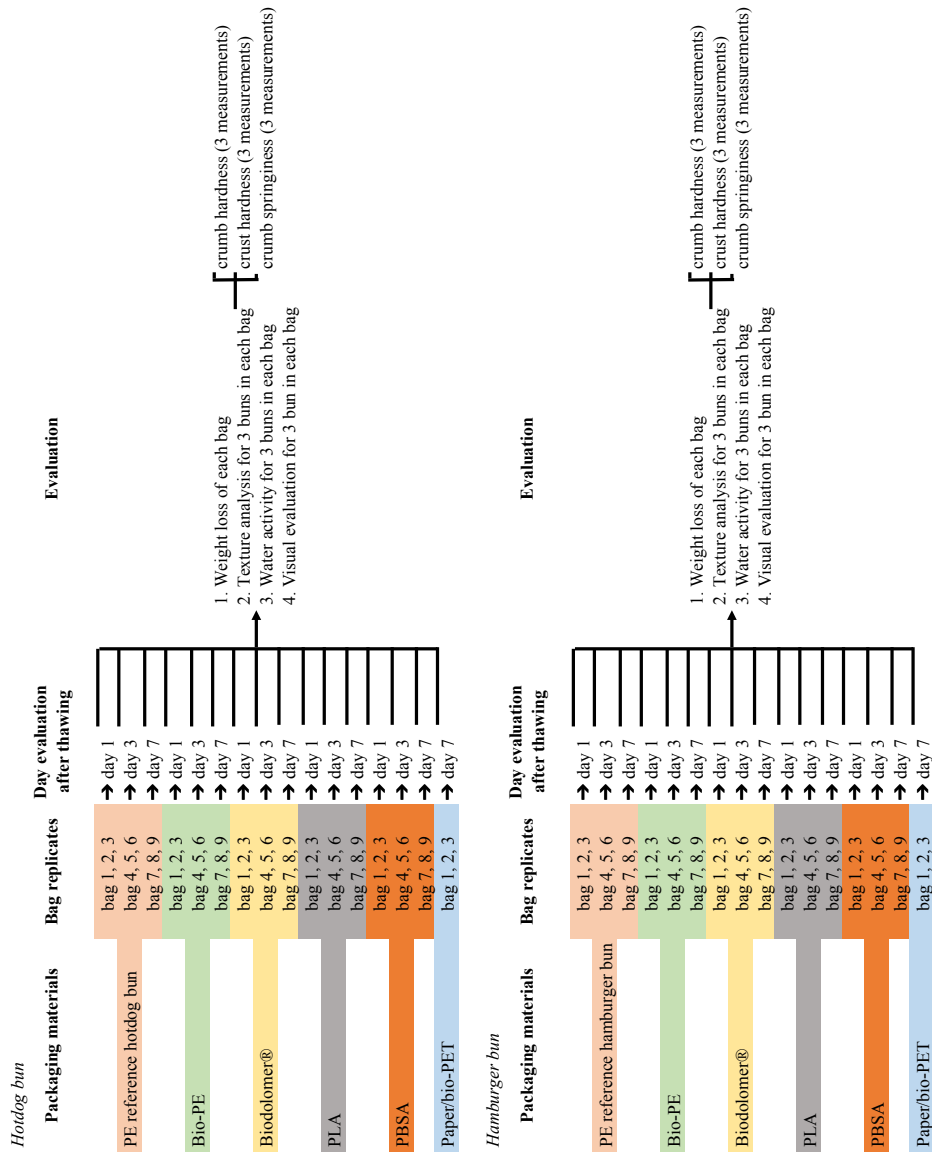 Hotdog bun
Packaging materials
Bag replicates
Day evaluation
after thawing
Evaluation
PE reference hotdog bun
bag 1, 2, 3
day 1
bag 4, 5, 6
day 3
bag 7, 8, 9
day 7
Bio-PE
bag 1, 2, 3
day 1
bag 4, 5, 6
day 3
bag 7, 8, 9
day 7
Biodolomer®
bag 1, 2, 3
day 1
bag 4, 5, 6
day 3
bag 7, 8, 9
day 7
PLA
bag 1, 2, 3
day 1
bag 4, 5, 6
day 3
bag 7, 8, 9
day 7
PBSA
bag 1, 2, 3
day 1
bag 4, 5, 6
day 3
bag 7, 8, 9
day 7
Paper/bio-PET
bag 1, 2, 3
day 7
1. Weight loss of each bag
2. Texture analysis for 3 buns in each bag
3. Water activity for 3 buns in each bag
4. Visual evaluation for 3 bun in each bag
crumb hardness (3 measurements)
crust hardness (3 measurements)
crumb springiness (3 measurements)
Hamburger bun
Packaging materials
Bag replicates
Day evaluation
after thawing
Evaluation
PE reference hamburger bun
bag 1, 2, 3
day 1
bag 4, 5, 6
day 3
bag 7, 8, 9
day 7
Bio-PE
bag 1, 2, 3
day 1
bag 4, 5, 6
day 3
bag 7, 8, 9
day 7
Biodolomer®
bag 1, 2, 3
day 1
bag 4, 5, 6
day 3
bag 7, 8, 9
day 7
PLA
bag 1, 2, 3
day 1
bag 4, 5, 6
day 3
bag 7, 8, 9
day 7
PBSA
bag 1, 2, 3
day 1
bag 4, 5, 6
day 3
bag 7, 8, 9
day 7
Paper/bio-PET
bag 1, 2, 3
day 7
1. Weight loss of each bag
2. Texture analysis for 3 buns in each bag
3. Water activity for 3 buns in each bag
4. Visual evaluation for 3 bun in each bag
crumb hardness (3 measurements)
crust hardness (3 measurements)
crumb springiness (3 measurements)